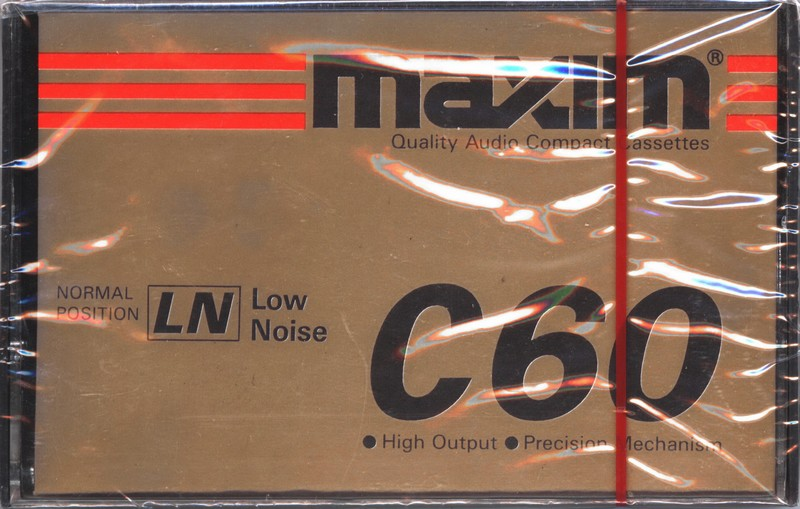 maxim®
Quality Audio Compact Cassettes
NORMAL
POSITION
LN
Low
Noise
C60
● High Output ● Precision Mechanism